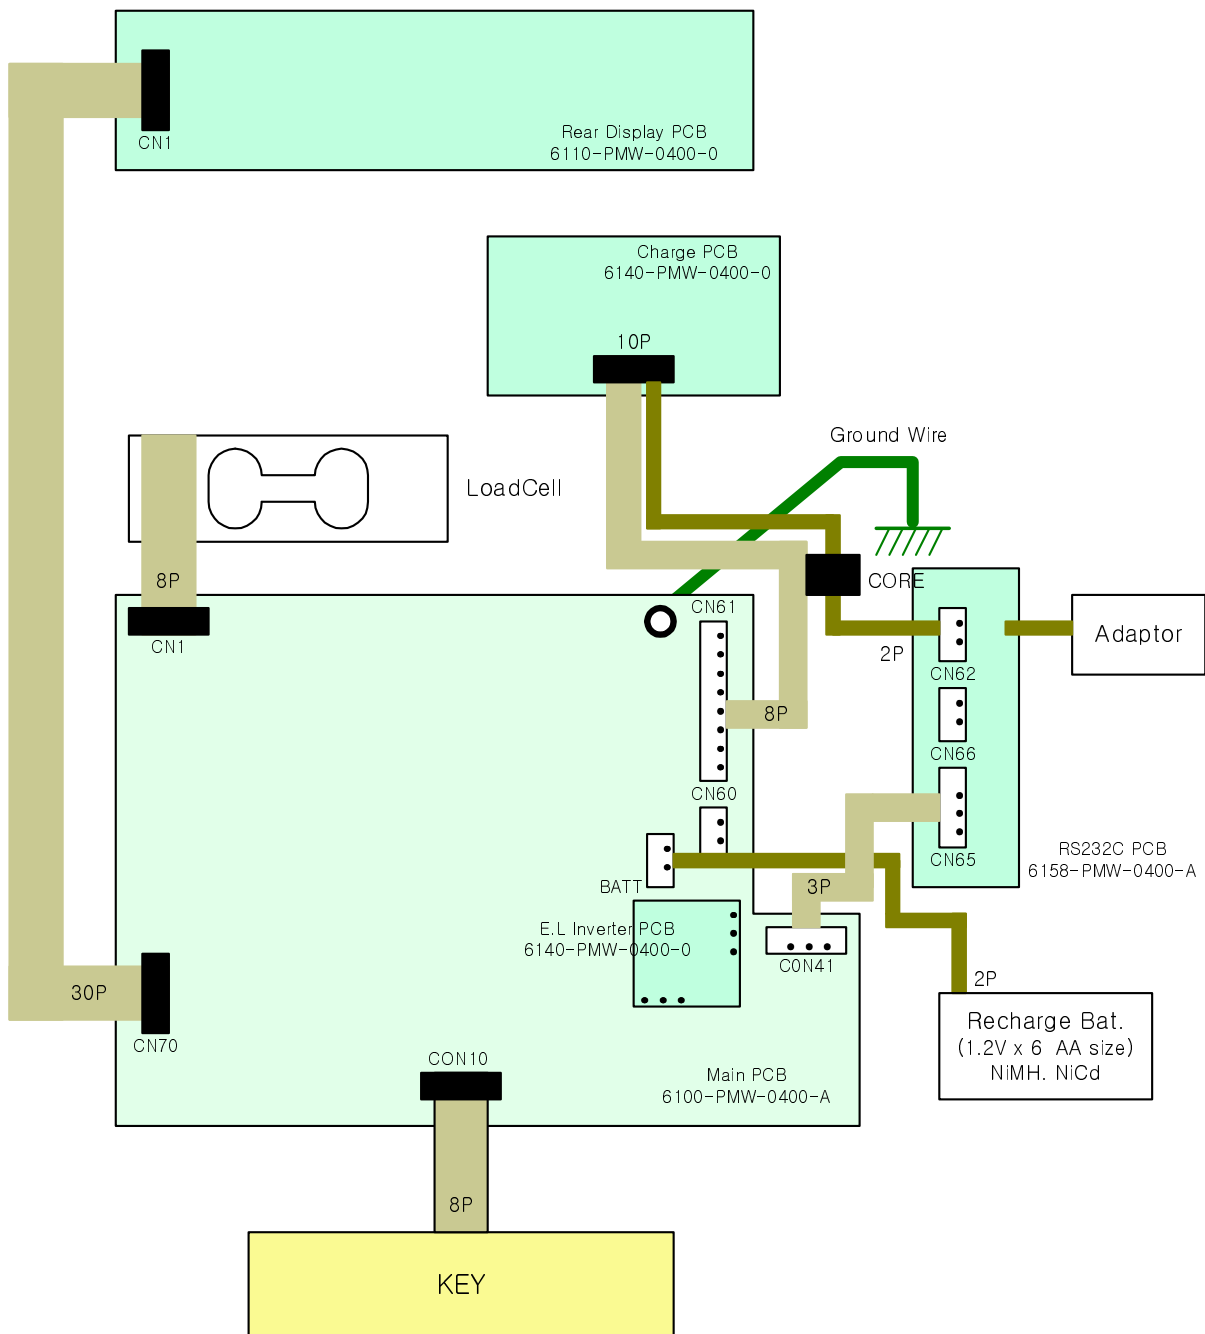 CN1
Rear Display PCB
6110-PMW-0400-0
Charge PCB
6140-PMW-0400-0
10P
Ground Wire
LoadCell
8P
CORE
CN1
CN61
2P
Adaptor
CN62
8P
CN66
CN60
CN65
RS232C PCB
6158-PMW-0400-A
BATT
3P
E.L Inverter PCB
6140-PMW-0400-0
CON41
30P
2P
CN70
CON10
Recharge Bat.
(1.2V x 6 AA size)
NiMH. NiCd
Main PCB
6100-PMW-0400-A
8P
KEY